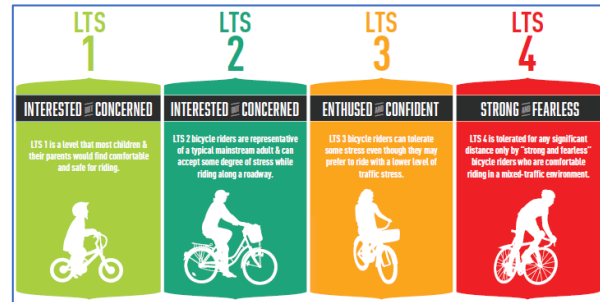 LTS
1
INTERESTED BUT CONCERNED
LTS 1 is a level that most children &
their parents would find comfortable
and safe for riding.
LTS
2
INTERESTED BUT CONCERNED
LTS 2 bicycle riders are representative
of a typical mainstream adult & can
accept some degree of stress while
riding along a roadway.
LTS
3
ENTHUSED AND CONFIDENT
LTS 3 bicycle riders can tolerate
some stress even though they may
prefer to ride with a lower level of
traffic stress.
LTS
4
STRONG AND FEARLESS
LTS 4 is tolerated for any significant
distance only by "strong and fearless"
bicycle riders who are comfortable
riding in a mixed-traffic environment.